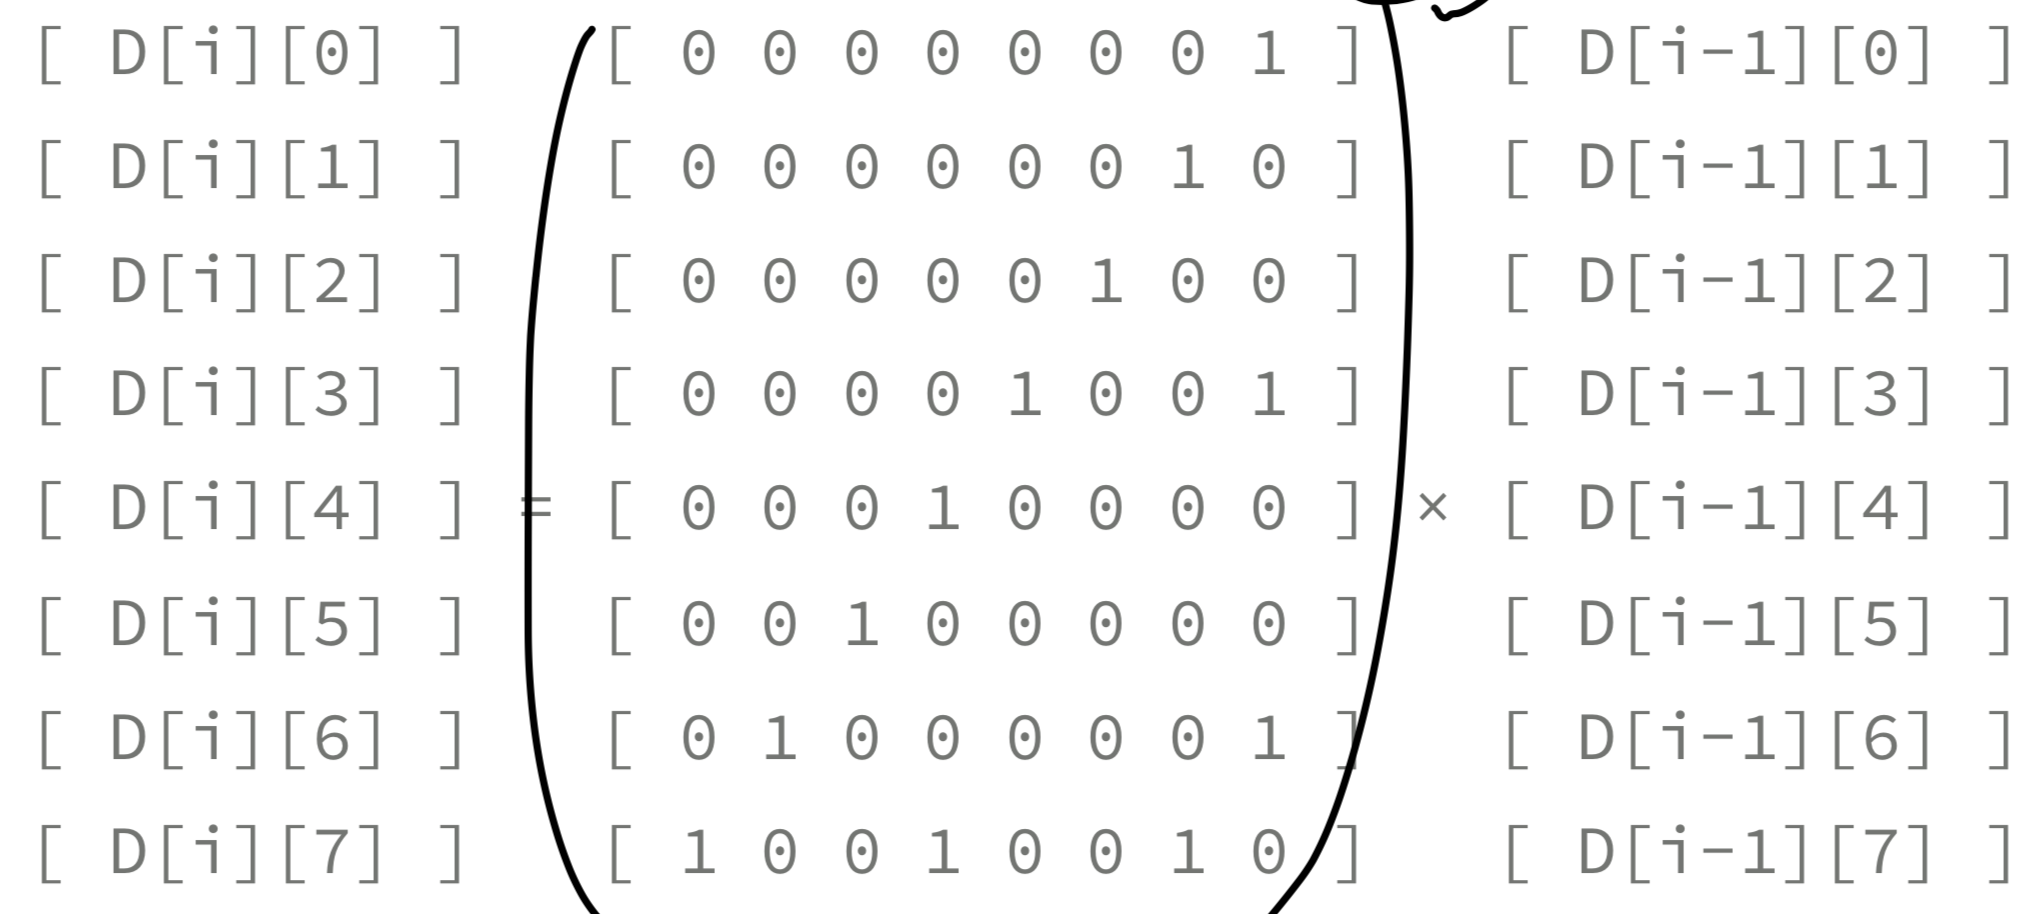 [ D[i][0] ] [ 0 0 0 0 0 0 0 1 ] [ D[i-1][0] ]
[ D[i][1] ] [ 0 0 0 0 0 0 1 0 ] [ D[i-1][1] ]
[ D[i][2] ] [ 0 0 0 0 0 1 0 0 ] [ D[i-1][2] ]
[ D[i][3] ] [ 0 0 0 0 1 0 0 1 ] [ D[i-1][3] ]
[ D[i][4] ] = [ 0 0 0 1 0 0 0 0 ] × [ D[i-1][4] ]
[ D[i][5] ] [ 0 0 1 0 0 0 0 0 ] [ D[i-1][5] ]
[ D[i][6] ] [ 0 1 0 0 0 0 0 1 ] [ D[i-1][6] ]
[ D[i][7] ] [ 1 0 0 1 0 0 1 0 ] [ D[i-1][7] ]